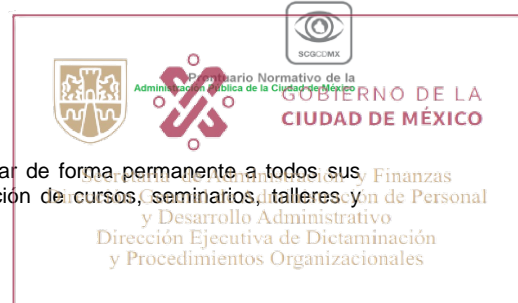 SCGCDMX
Prontuario Normativo de la
Administración Pública de la Ciudad de México
GOBIERNO DE LA
CIUDAD DE MÉXICO
ar de forma permanente a todos sus
Secretaría de Administración y Finanzas
ción de cursos, seminarios, talleres y
Dirección General de Administración de Personal
y Desarrollo Administrativo
Dirección Ejecutiva de Dictaminación
y Procedimientos Organizacionales